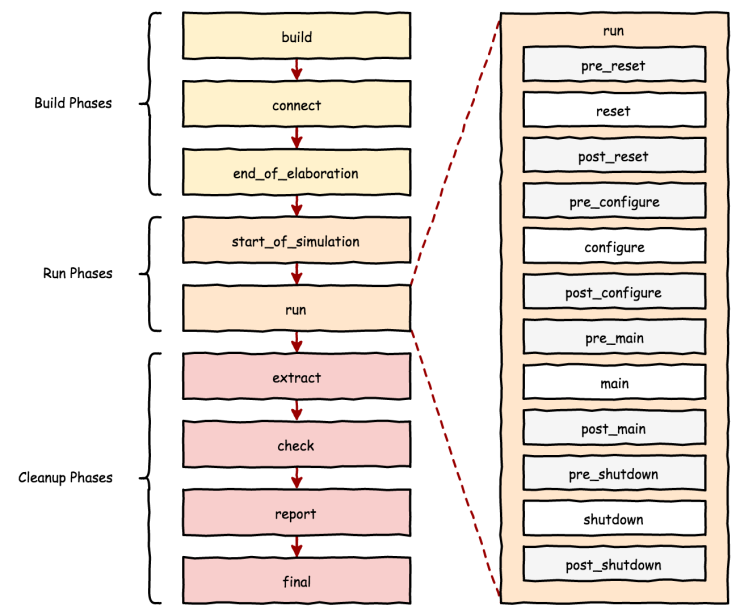 Build Phases
build
connect
end_of_elaboration
Run Phases
start_of_simulation
run
Cleanup Phases
extract
check
report
final
run
pre_reset
reset
post_reset
pre_configure
configure
post_configure
pre_main
main
post_main
pre_shutdown
shutdown
post_shutdown